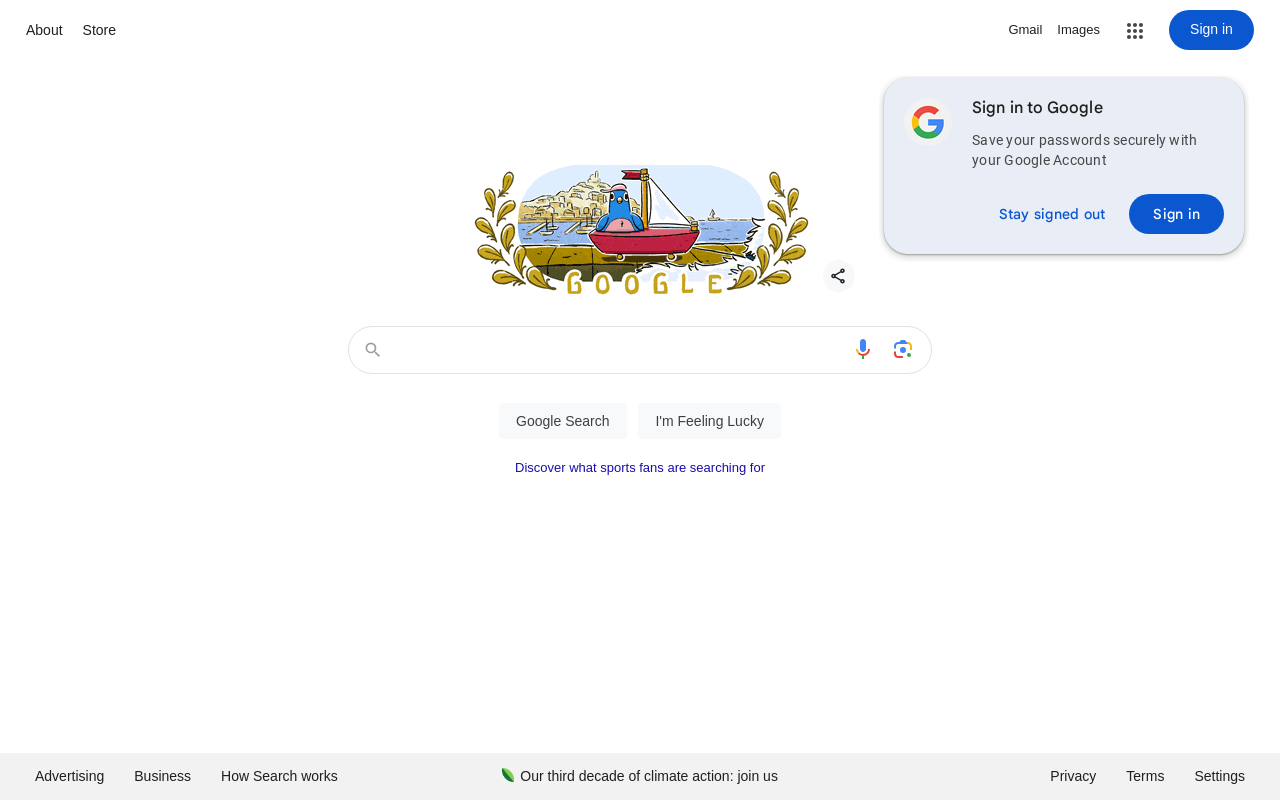 About Store
Gmail Images Sign in
Sign in to Google
Save your passwords securely with
your Google Account
Stay signed out Sign in
GOOGLE
Google Search I'm Feeling Lucky
Discover what sports fans are searching for
Advertising Business How Search works
Our third decade of climate action: join us
Privacy Terms Settings